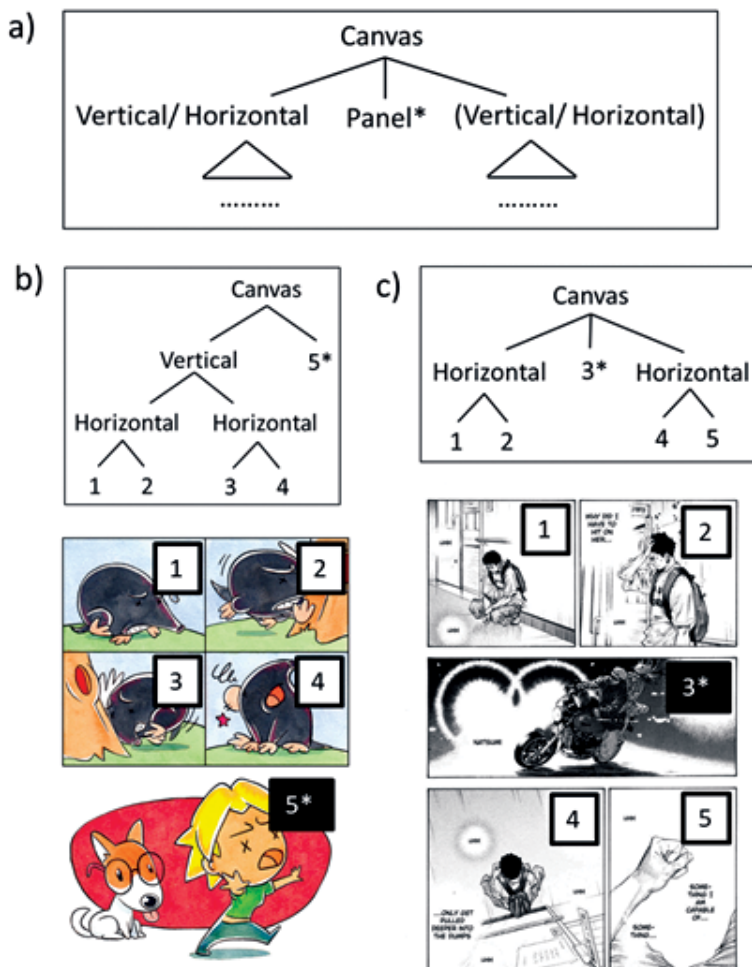 a)
Canvas
Vertical/ Horizontal Panel* (Vertical/ Horizontal)
......... .........
b)
Canvas
Vertical 5*
Horizontal Horizontal
1 2 3 4
c)
Canvas
Horizontal 3* Horizontal
1 2 4 5
1 2
3 4
5*
1
2
WHY DID I
HAVE TO
HIT ON
HER...
3*
NATSUME
4
...ONLY GET
PULLED
DEEPER INTO
THE DUMPS
5
SOME-
THING I
AM
CAPABLE
OF...
SOME-
THING...